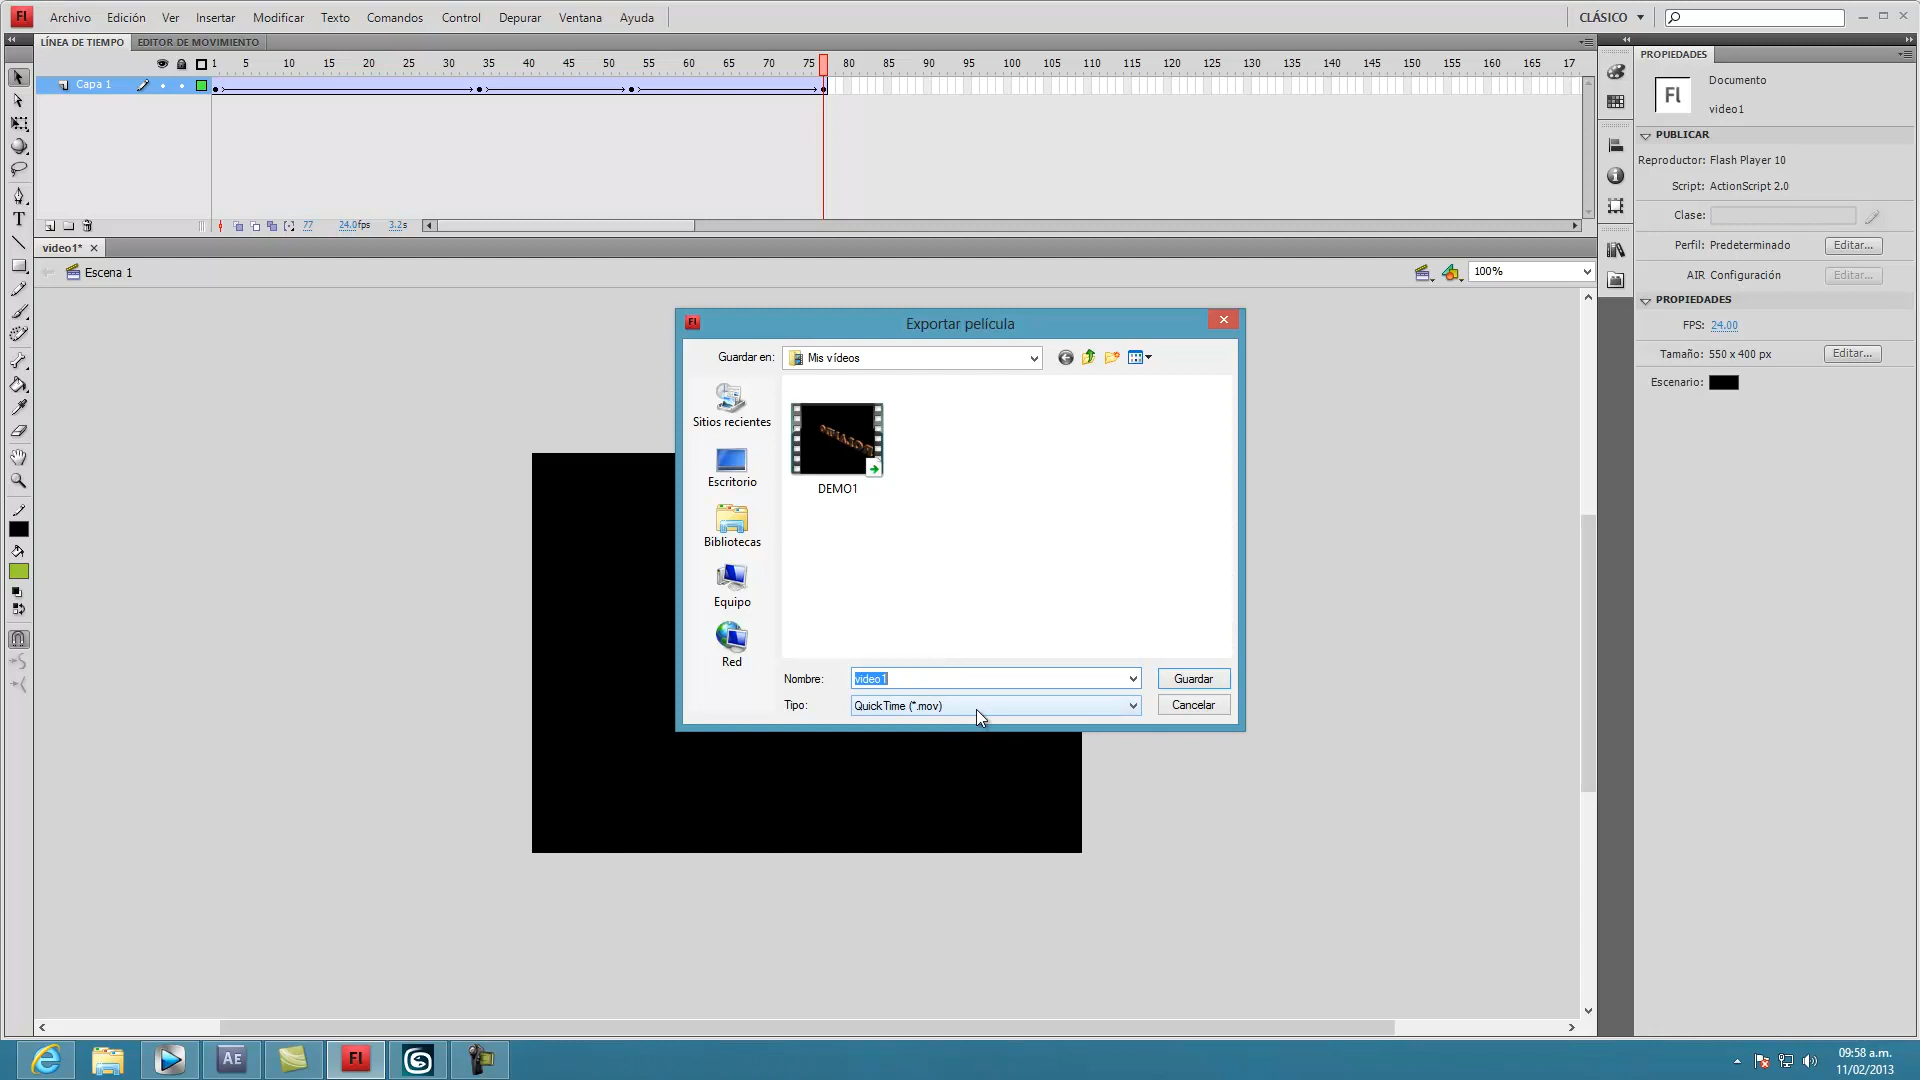 Fl Archivo Edición Ver Insertar Modificar Texto Comandos Control Depurar Ventana Ayuda CLÁSICO
LÍNEA DE TIEMPO EDITOR DE MOVIMIENTO
1 5 10 15 20 25 30 35 40 45 50 55 60 65 70 75 80 85 90 95 100 105 110 115 120 125 130 135 140 145 150 155 160 165 17
Capa 1
77 24.0fps 3.2s
video1*
Escena 1
100%
PROPIEDADES
Fl
Documento
video1
PUBLICAR
Reproductor: Flash Player 10
Script: ActionScript 2.0
Clase:
Perfil: Predeterminado Editar...
AIR Configuración Editar...
PROPIEDADES
FPS: 24.00
Tamaño: 550 x 400 px Editar...
Escenario:
Fl Exportar película
Guardar en: Mis vídeos
Sitios recientes
Escritorio
Bibliotecas
Equipo
Red
DEMO1
Nombre: video1 Guardar
Tipo: QuickTime (*.mov) Cancelar
AE Fl
09:58 a.m.
11/02/2013